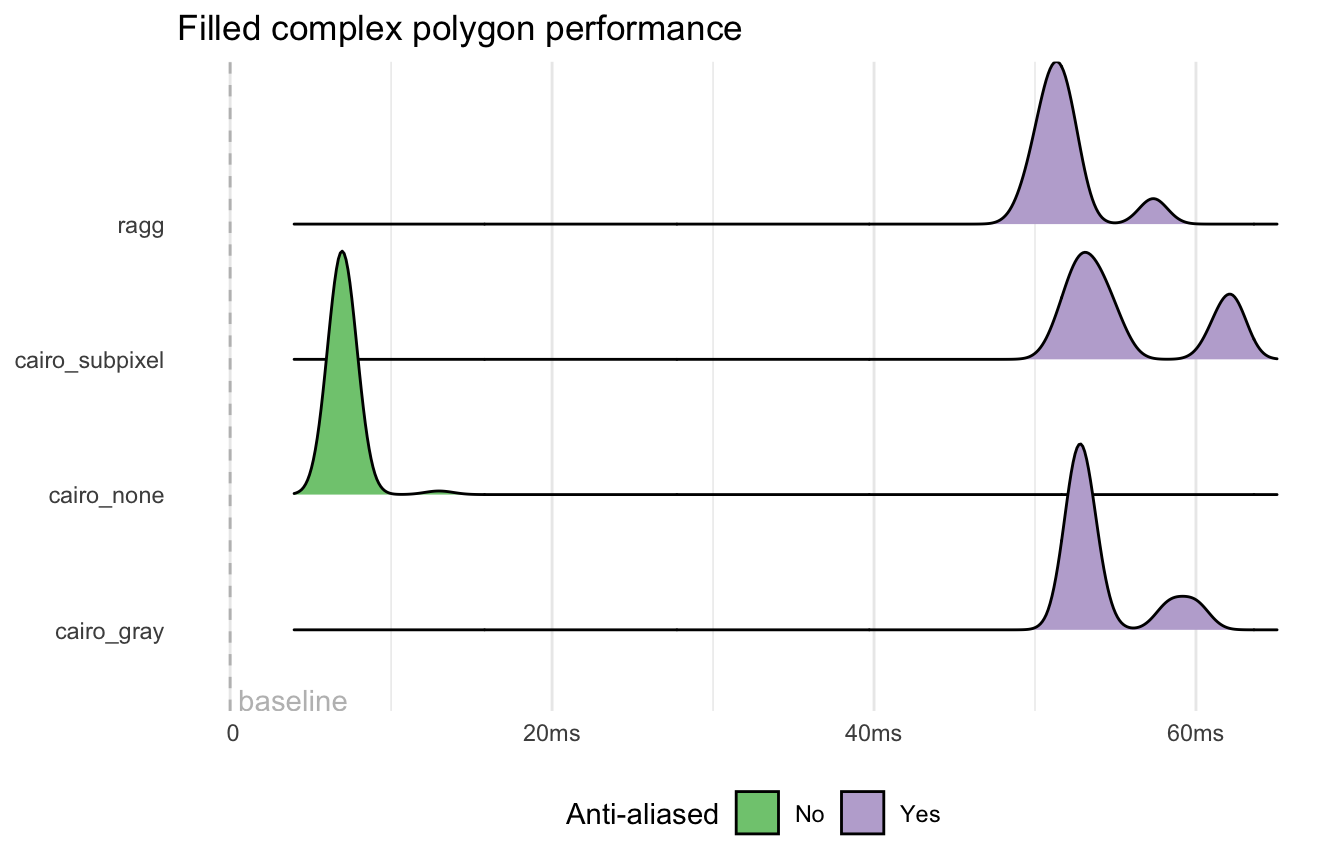 Filled complex polygon performance
ragg
cairo_subpixel
cairo_none
cairo_gray
baseline
0 20ms 40ms 60ms
Anti-aliased No Yes